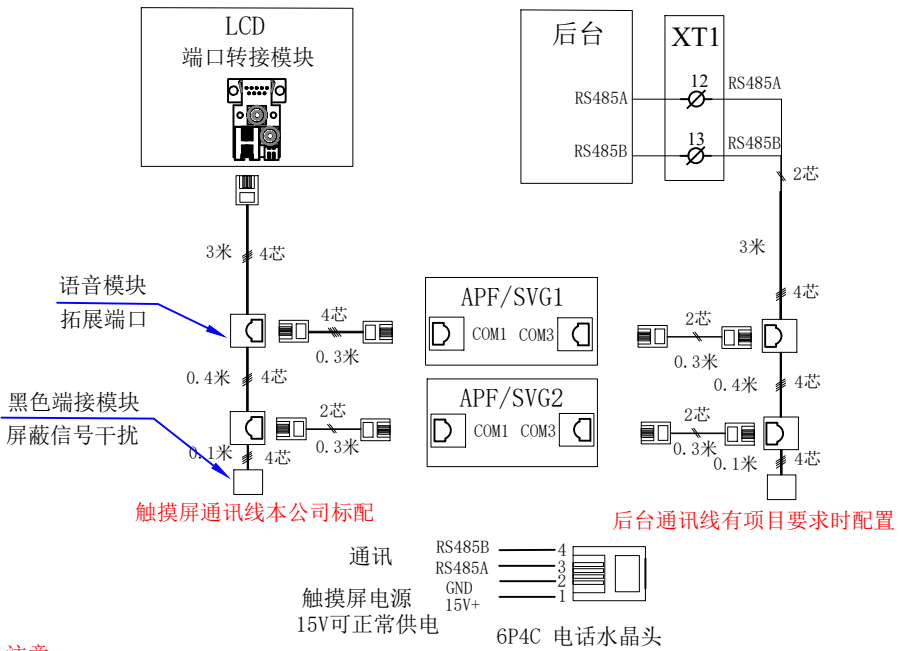 LCD
端口转接模块
3米 4芯
语音模块
拓展端口
4芯
0.3米
0.4米 4芯
黑色端接模块
屏蔽信号干扰
2芯
0.3米
0.1米 4芯
触摸屏通讯线本公司标配
APF/SVG1
COM1 COM3
APF/SVG2
COM1 COM3
后台
XT1
RS485A 12 RS485A
RS485B 13 RS485B
2芯
3米
4芯
2芯
0.3米
0.4米 4芯
2芯
0.3米
0.1米 4芯
后台通讯线有项目要求时配置
通讯
RS485B 4
RS485A 3
GND 2
15V+ 1
触摸屏电源
15V可正常供电
6P4C 电话水晶头